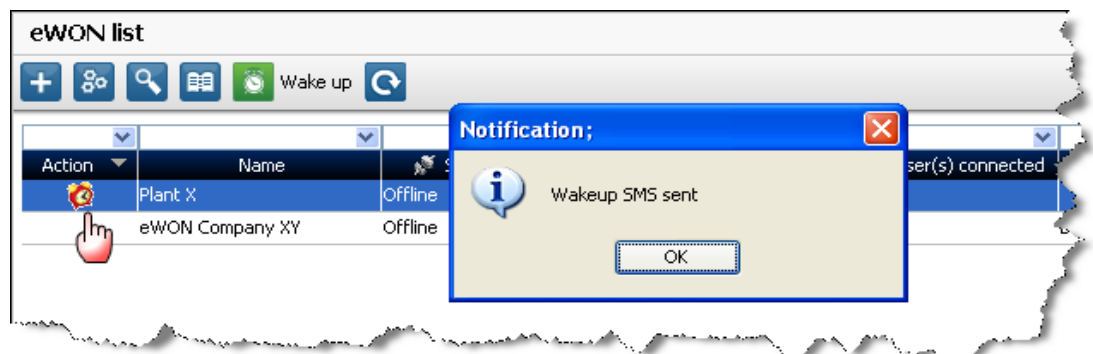 eWON list
Wake up
Notification;
Action Name ser(s) connected
Plant X Offline
Wakeup SMS sent
eWON Company XY Offline
OK